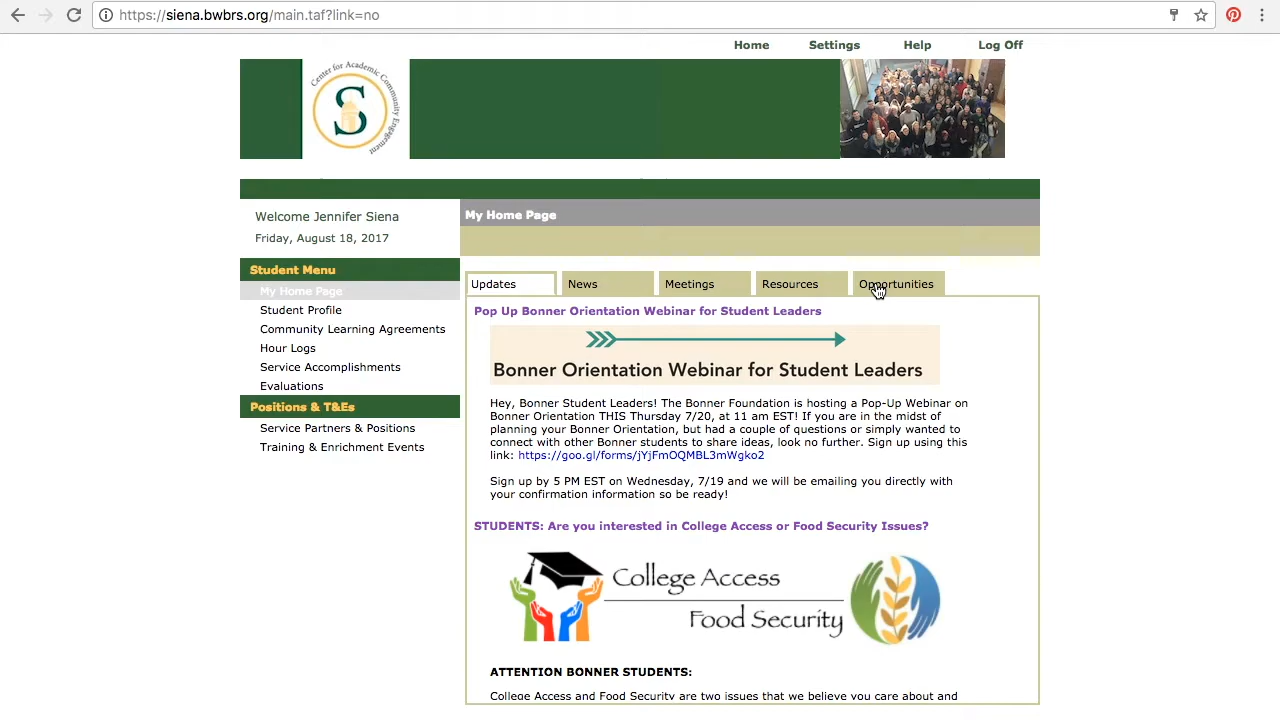 https://siena.bwbrs.org/main.taf?link=no
Home Settings Help Log Off
Center for Academic Community Engagement
S
Welcome Jennifer Siena
Friday, August 18, 2017
Student Menu
My Home Page
Student Profile
Community Learning Agreements
Hour Logs
Service Accomplishments
Evaluations
Positions & T&Es
Service Partners & Positions
Training & Enrichment Events
My Home Page
Updates News Meetings Resources Opportunities
Pop Up Bonner Orientation Webinar for Student Leaders
Bonner Orientation Webinar for Student Leaders
Hey, Bonner Student Leaders! The Bonner Foundation is hosting a Pop-Up Webinar on
Bonner Orientation THIS Thursday 7/20, at 11 am EST! If you are in the midst of
planning your Bonner Orientation, but had a couple of questions or simply wanted to
connect with other Bonner students to share ideas, look no further. Sign up using this
link: https://goo.gl/forms/jYjFmOQMBL3mWgko2
Sign up by 5 PM EST on Wednesday, 7/19 and we will be emailing you directly with
your confirmation information so be ready!
STUDENTS: Are you interested in College Access or Food Security Issues?
College Access
Food Security
ATTENTION BONNER STUDENTS:
College Access and Food Security are two issues that we believe you care about and